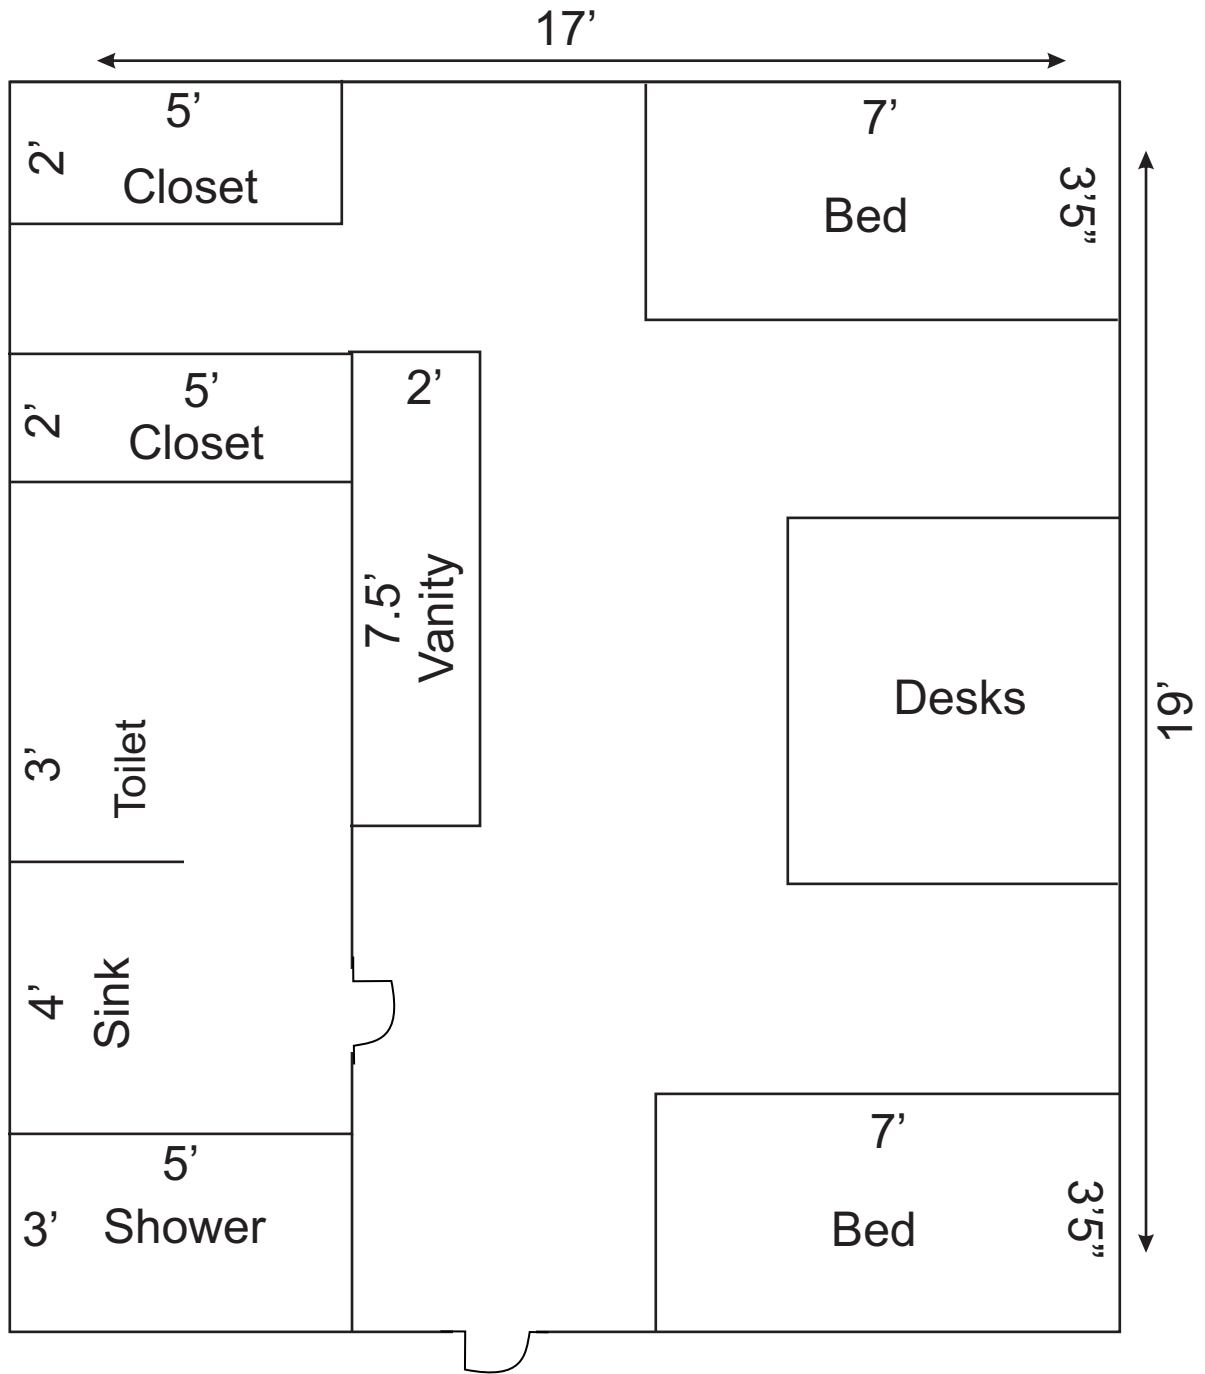 17’
5’
2’
Closet
7’
3’5”
Bed
5’
2’
Closet
2’
7.5’
Vanity
Desks
19’
3’
Toilet
4’
Sink
5’
3’
Shower
7’
3’5”
Bed